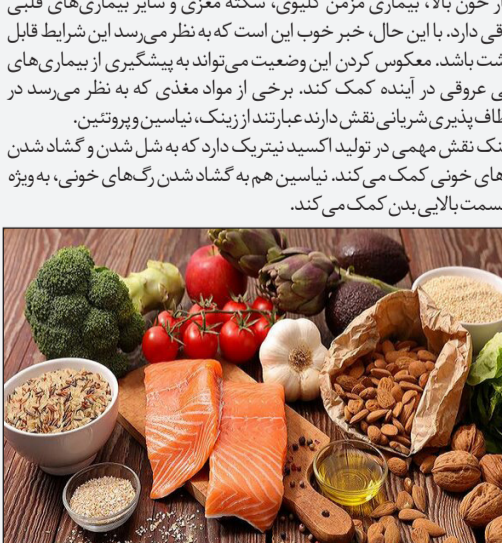 خون بالا، بیماری مزمن کلیوی، سکته مغزی و سایر بیماری‌های قلبی
دارد. با این حال، خبر خوب این است که به نظر می‌رسد این شرایط قابل
باشد. معکوس کردن این وضعیت می‌تواند به پیشگیری از بیماری‌های
عروقی در آینده کمک کند. برخی از مواد مغذی که به نظر می‌رسد در
پذیری شریانی نقش دارند عبارتند از زینک، نیاسین و پروتئین.
نقش مهمی در تولید اکسید نیتریک دارد که به شل شدن و گشاد شدن
های خونی کمک می‌کند. نیاسین هم به گشاد شدن رگ‌های خونی، به ویژه
بالایی بدن کمک می‌کند.